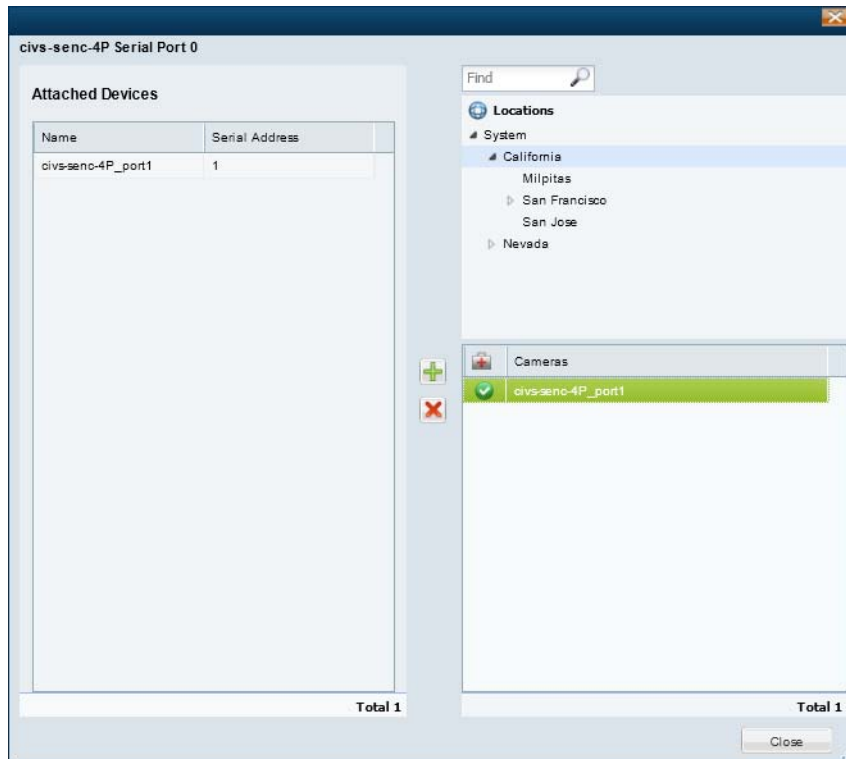 civs-senc-4P Serial Port 0
Attached Devices
Name Serial Address
civs-senc-4P_port1 1
Total 1
Find
Locations
System
California
Milpitas
San Francisco
San Jose
Nevada
Cameras
civs-senc-4P_port1
Total 1
Close